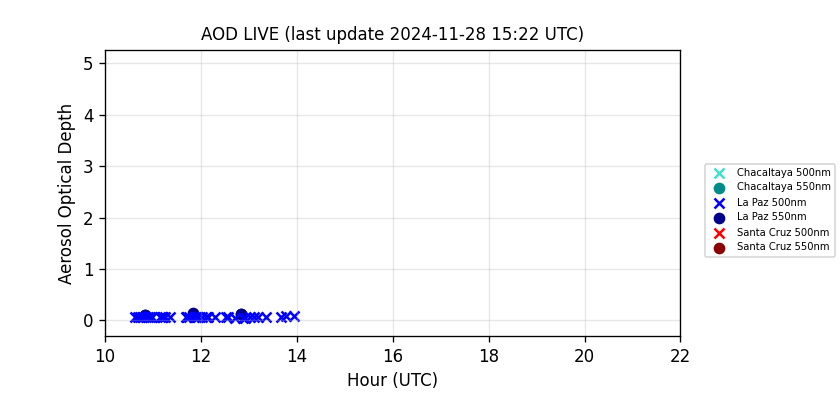 AOD LIVE (last update 2024-11-28 15:22 UTC)
Aerosol Optical Depth
5
4
3
2
1
0
10 12 14 16 18 20 22
Hour (UTC)
Chacaltaya 500nm
Chacaltaya 550nm
La Paz 500nm
La Paz 550nm
Santa Cruz 500nm
Santa Cruz 550nm